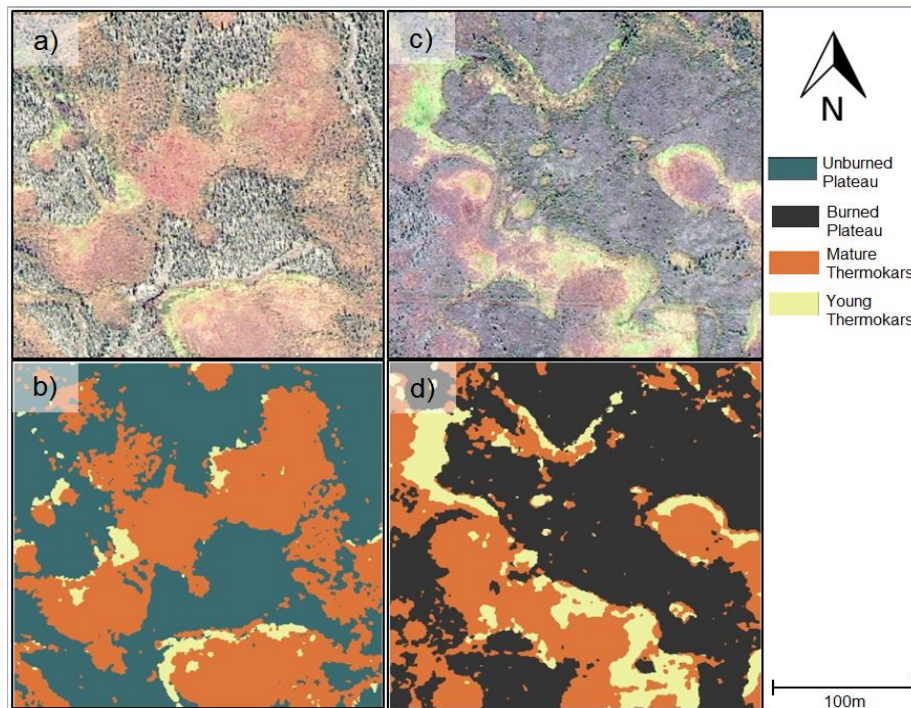 a)
c)
N
Unburned
Plateau
Burned
Plateau
Mature
Thermokars
Young
Thermokars
b)
d)
100m